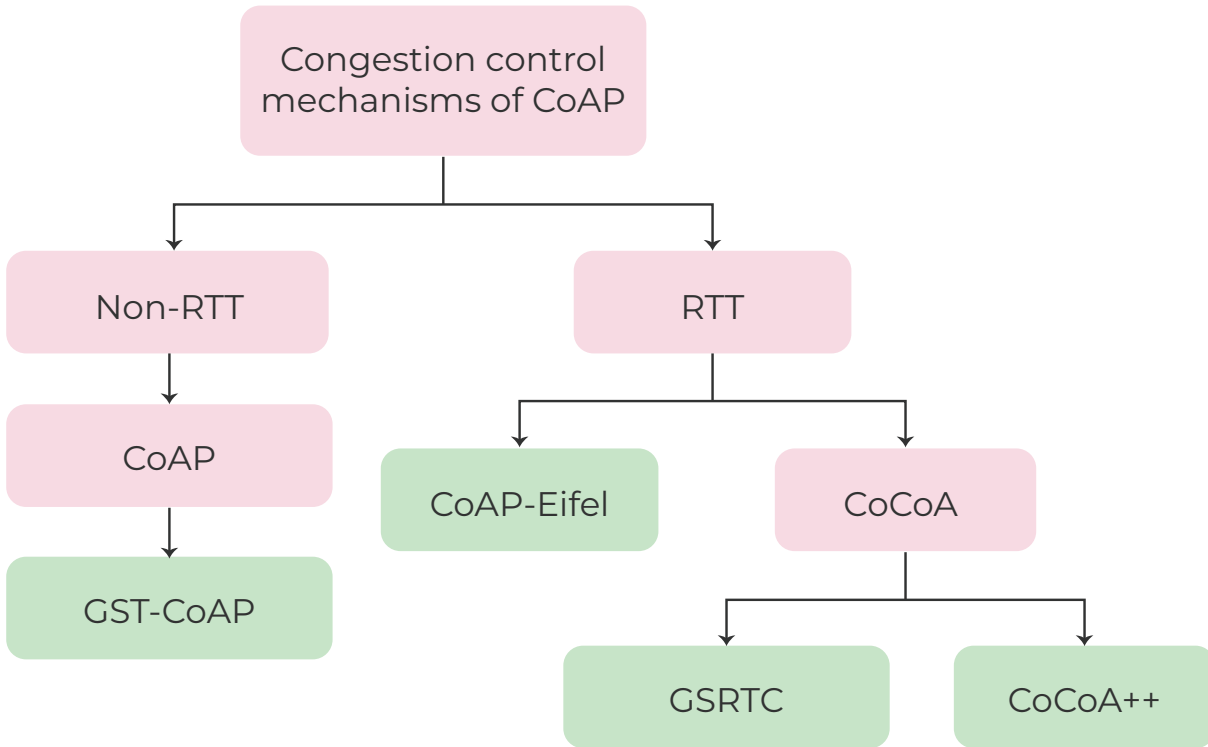 Congestion control
mechanisms of CoAP
Non-RTT
RTT
CoAP
CoAP-Eifel
CoCoA
GST-CoAP
GSRTC
CoCoA++